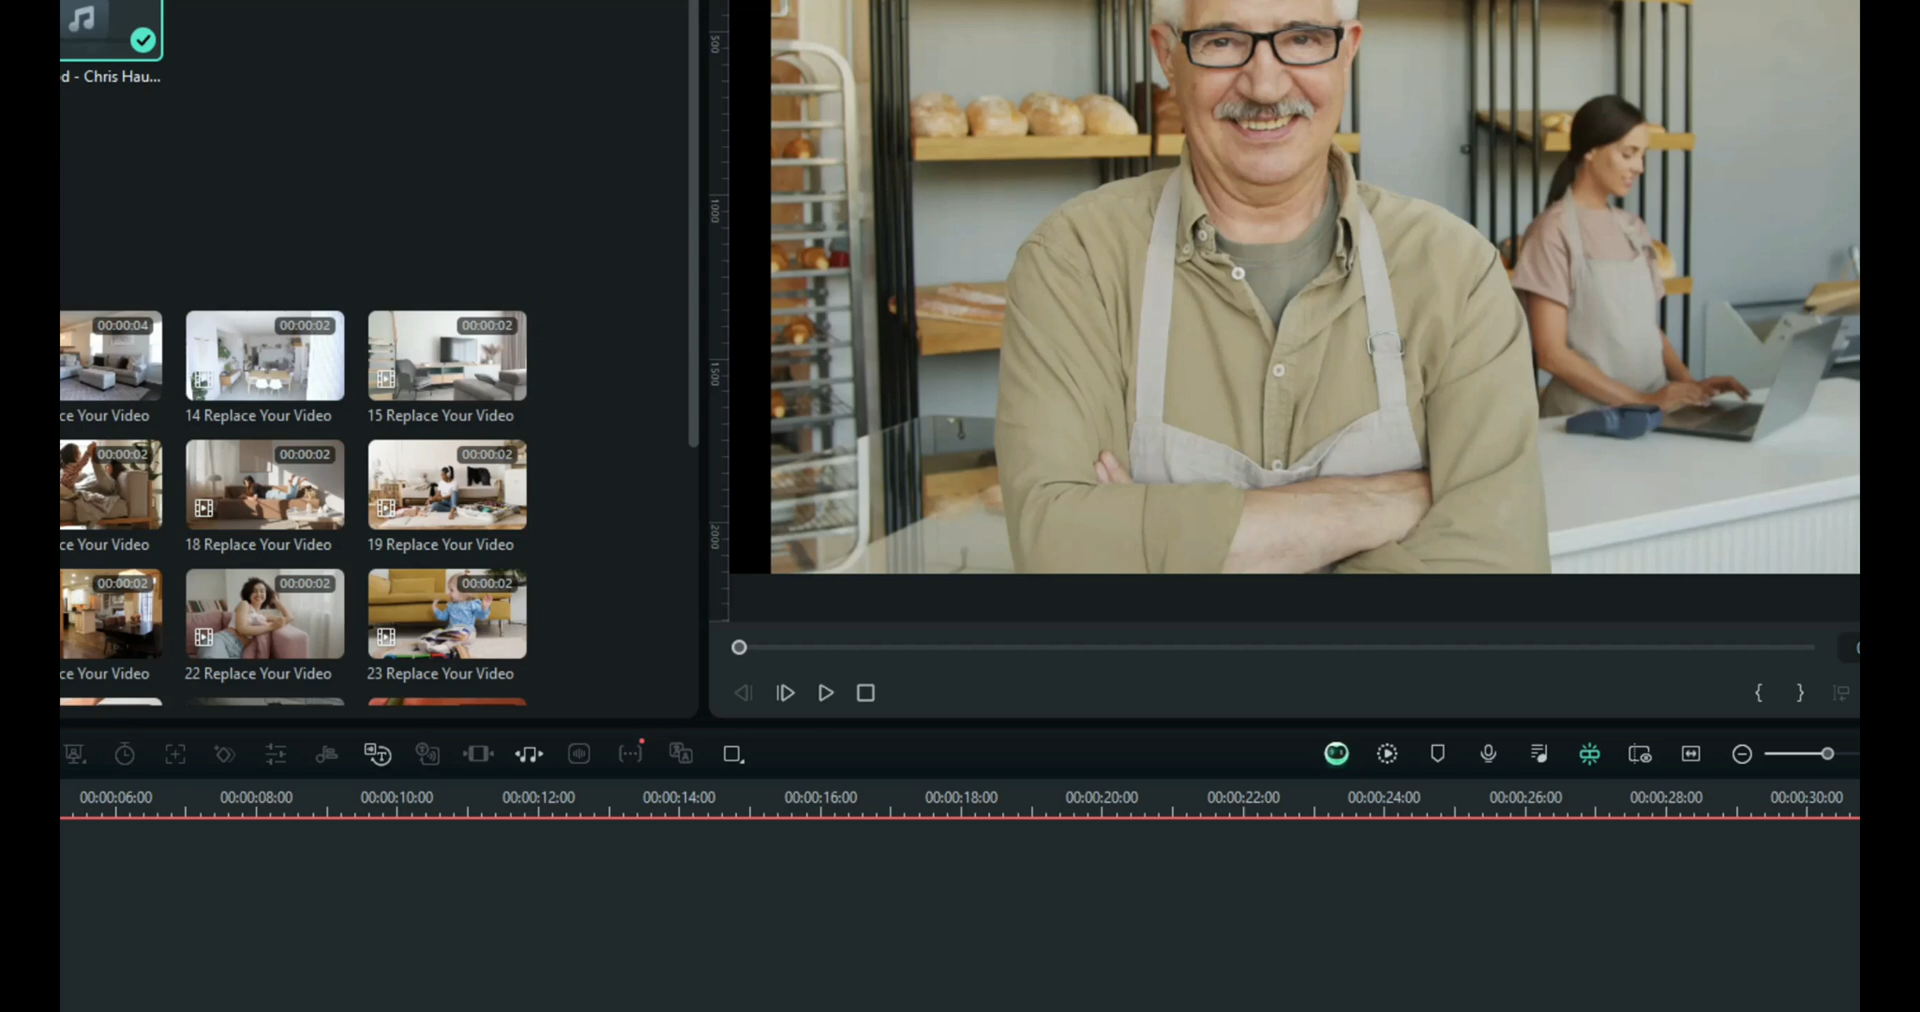 d - Chris Hau...
500
1000
1500
2000
00:00:04
00:00:02
00:00:02
ce Your Video
14 Replace Your Video
15 Replace Your Video
00:00:02
00:00:02
00:00:02
ce Your Video
18 Replace Your Video
19 Replace Your Video
00:00:02
00:00:02
00:00:02
ce Your Video
22 Replace Your Video
23 Replace Your Video
00:00:06:00
00:00:08:00
00:00:10:00
00:00:12:00
00:00:14:00
00:00:16:00
00:00:18:00
00:00:20:00
00:00:22:00
00:00:24:00
00:00:26:00
00:00:28:00
00:00:30:00